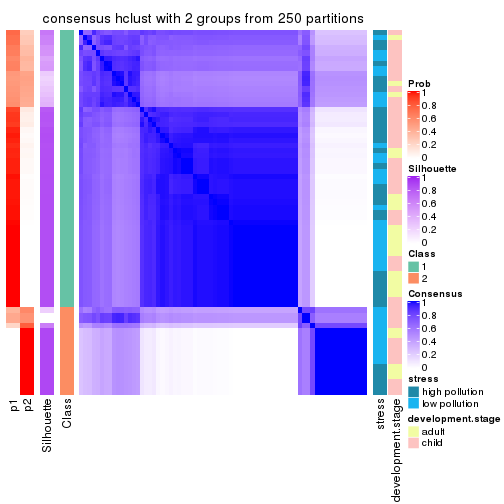 consensus hclust with 2 groups from 250 partitions
p1
p2
Silhouette
Class
stress
development.stage
Prob
1
0.8
0.6
0.4
0.2
0
Silhouette
1
0.8
0.6
0.4
0.2
0
Class
1
2
Consensus
1
0.8
0.6
0.4
0.2
0
stress
high pollution
low pollution
development.stage
adult
child